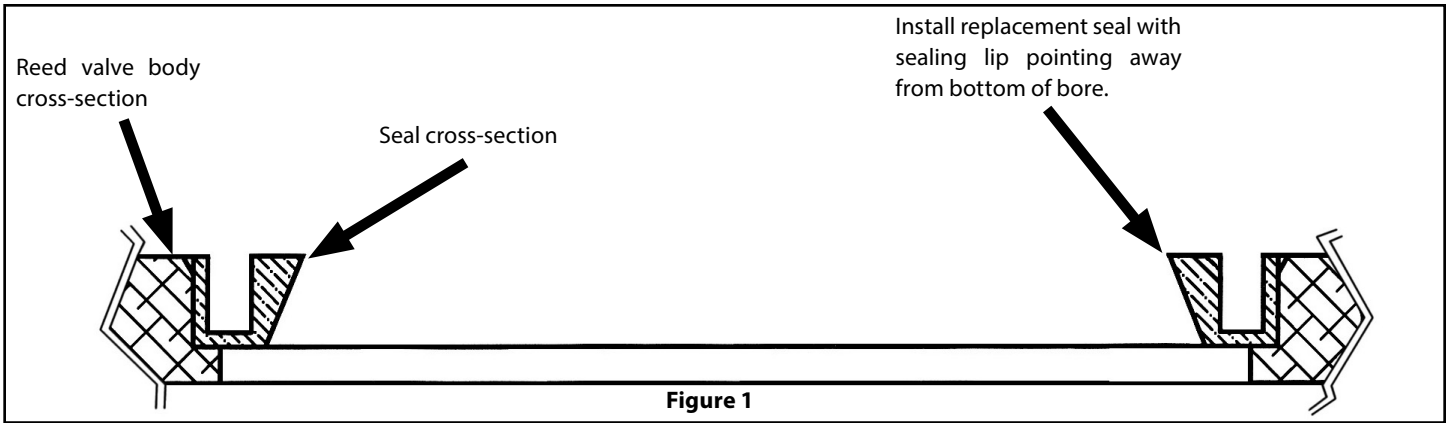 Reed valve body
cross-section
Seal cross-section
Install replacement seal with
sealing lip pointing away
from bottom of bore.
Figure 1